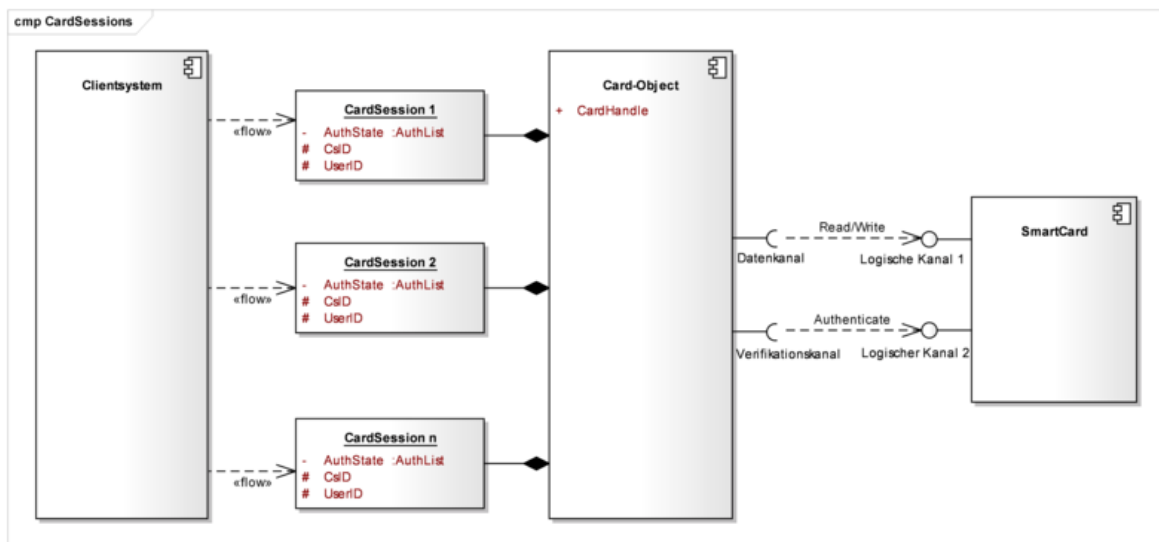 cmp CardSessions
Clientsystem
«flow»
CardSession 1
- AuthState :AuthList
# CsID
# UserID
«flow»
CardSession 2
- AuthState :AuthList
# CsID
# UserID
«flow»
CardSession n
- AuthState :AuthList
# CsID
# UserID
Card-Object
+ CardHandle
Read/Write
Datenkanal
Logische Kanal 1
Authenticate
Verifikationskanal
Logischer Kanal 2
SmartCard